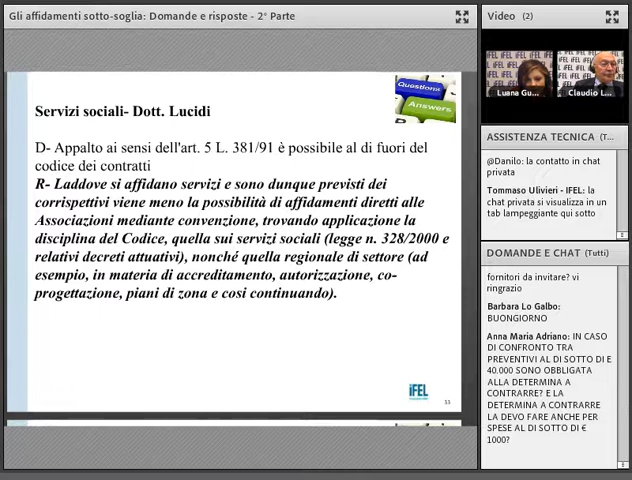 Gli affidamenti sotto-soglia: Domande e risposte - 2° Parte
Questions
Answers
Servizi sociali- Dott. Lucidi
D- Appalto ai sensi dell'art. 5 L. 381/91 è possibile al di fuori del
codice dei contratti
R- Laddove si affidano servizi e sono dunque previsti dei
corrispettivi viene meno la possibilità di affidamenti diretti alle
Associazioni mediante convenzione, trovando applicazione la
disciplina del Codice, quella sui servizi sociali (legge n. 328/2000 e
relativi decreti attuativi), nonché quella regionale di settore (ad
esempio, in materia di accreditamento, autorizzazione, co-
progettazione, piani di zona e cosi continuando).
iFEL
33
Video (2)
Luana Gu...
Claudio L...
ASSISTENZA TECNICA (T...
@Danilo: la contatto in chat
privata
Tommaso Ulivieri - IFEL: la
chat privata si visualizza in un
tab lampeggiante qui sotto
DOMANDE E CHAT (Tutti)
fornitori da invitare? vi
ringrazio
Barbara Lo Galbo:
BUONGIORNO
Anna Maria Adriano: IN CASO
DI CONFRONTO TRA
PREVENTIVI AL DI SOTTO DI E
40.000 SONO OBBLIGATA
ALLA DETERMINA A
CONTRARRE? E LA
DETERMINA A CONTRARRE
LA DEVO FARE ANCHE PER
SPESE AL DI SOTTO DI €
1000?